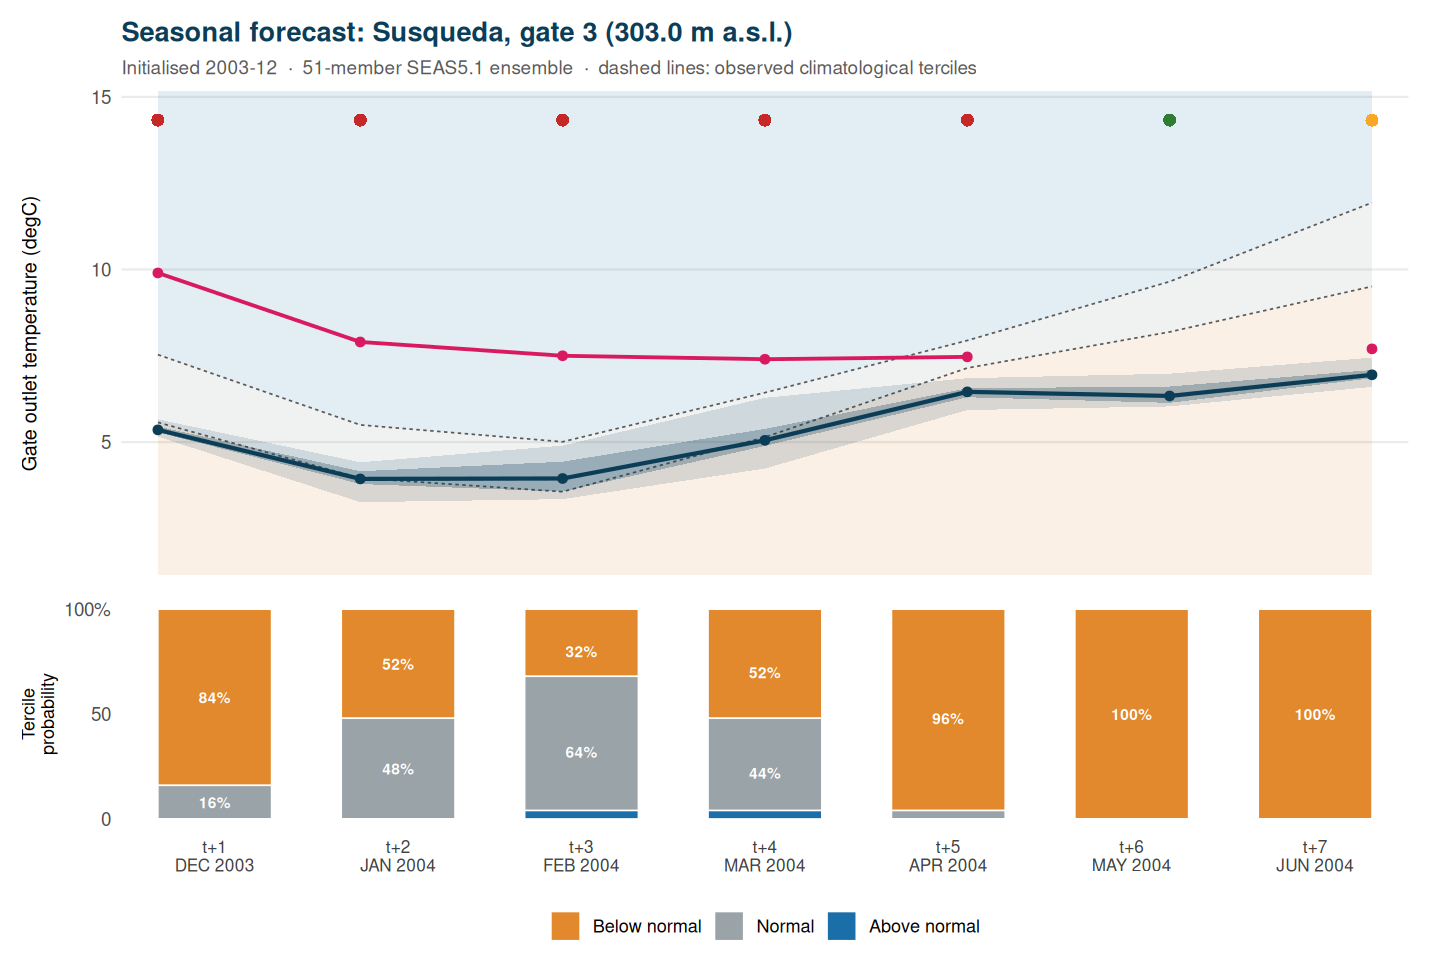 Seasonal forecast: Susqueda, gate 3 (303.0 m a.s.l.)
Initialised 2003-12 · 51-member SEAS5.1 ensemble · dashed lines: observed climatological terciles
15
10
5
Gate outlet temperature (degC)
100%
50
0
Tercile
probability
84%
16%
52%
48%
32%
64%
52%
44%
96%
100%
100%
t+1
DEC 2003
t+2
JAN 2004
t+3
FEB 2004
t+4
MAR 2004
t+5
APR 2004
t+6
MAY 2004
t+7
JUN 2004
Below normal
Normal
Above normal